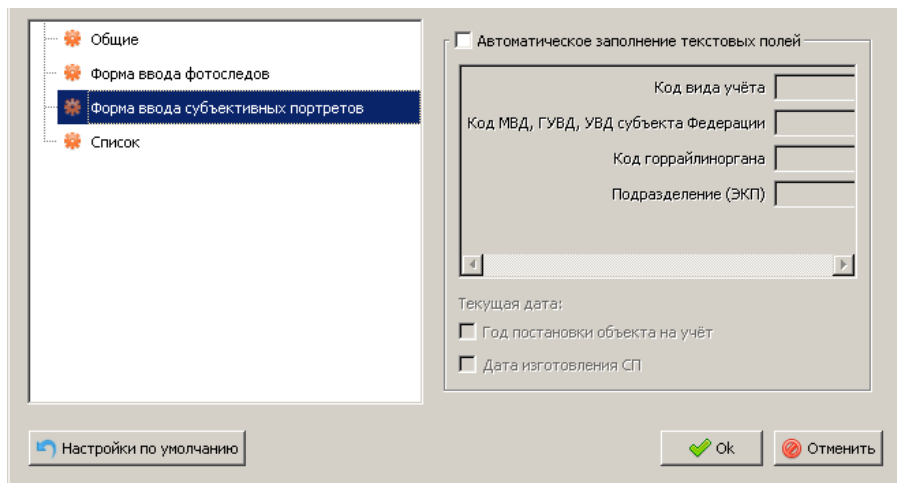 Общие
Форма ввода фотоследов
Форма ввода субъективных портретов
Список
Автоматическое заполнение текстовых полей
Код вида учёта
Код МВД, ГУВД, УВД субъекта Федерации
Код горрайлиноргана
Подразделение (ЭКП)
Текущая дата:
Год постановки объекта на учёт
Дата изготовления СП
Настройки по умолчанию
Ok
Отменить